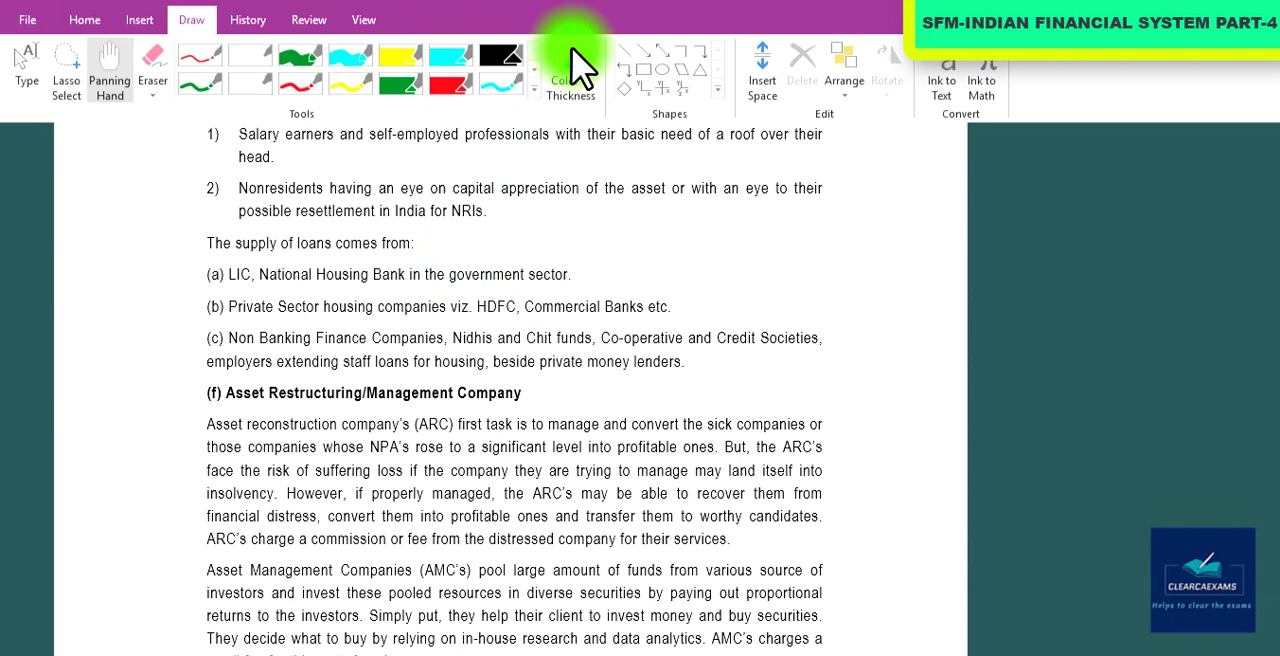 File Home Insert Draw History Review View
SFM-INDIAN FINANCIAL SYSTEM PART-4
Type
Lasso Select
Panning Hand
Eraser
Thickness
Insert Space
Delete
Arrange
Rotate
Ink to Text
Ink to Math
Tools
Shapes
Edit
Convert
1) Salary earners and self-employed professionals with their basic need of a roof over their
head.
2) Nonresidents having an eye on capital appreciation of the asset or with an eye to their
possible resettlement in India for NRIs.
The supply of loans comes from:
(a) LIC, National Housing Bank in the government sector.
(b) Private Sector housing companies viz. HDFC, Commercial Banks etc.
(c) Non Banking Finance Companies, Nidhis and Chit funds, Co-operative and Credit Societies,
employers extending staff loans for housing, beside private money lenders.
(f) Asset Restructuring/Management Company
Asset reconstruction company's (ARC) first task is to manage and convert the sick companies or
those companies whose NPA's rose to a significant level into profitable ones. But, the ARC's
face the risk of suffering loss if the company they are trying to manage may land itself into
insolvency. However, if properly managed, the ARC's may be able to recover them from
financial distress, convert them into profitable ones and transfer them to worthy candidates.
ARC's charge a commission or fee from the distressed company for their services.
Asset Management Companies (AMC's) pool large amount of funds from various source of
investors and invest these pooled resources in diverse securities by paying out proportional
returns to the investors. Simply put, they help their client to invest money and buy securities.
They decide what to buy by relying on in-house research and data analytics. AMC's charges a
CLEARCAEXAMS
Helps to clear the exams